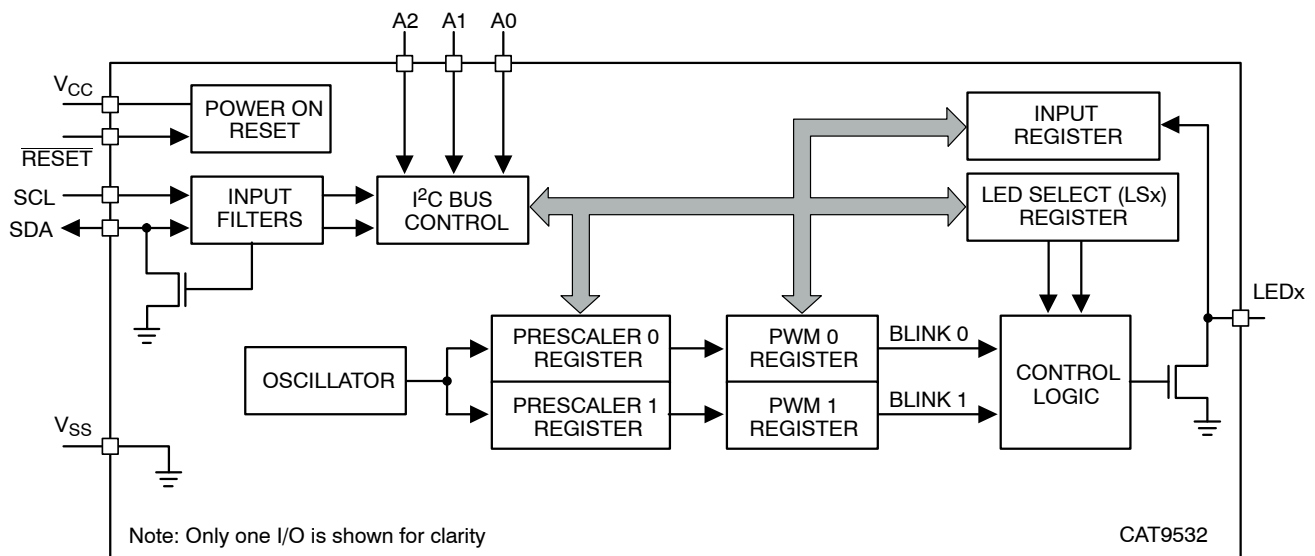 A2 A1 A0
VCC
POWER ON
RESET
RESET
INPUT
REGISTER
SCL
SDA
INPUT
FILTERS
I²C BUS
CONTROL
LED SELECT (LSx)
REGISTER
LEDx
OSCILLATOR
PRESCALER 0
REGISTER
PRESCALER 1
REGISTER
PWM 0
REGISTER
PWM 1
REGISTER
BLINK 0
BLINK 1
CONTROL
LOGIC
VSS
Note: Only one I/O is shown for clarity
CAT9532